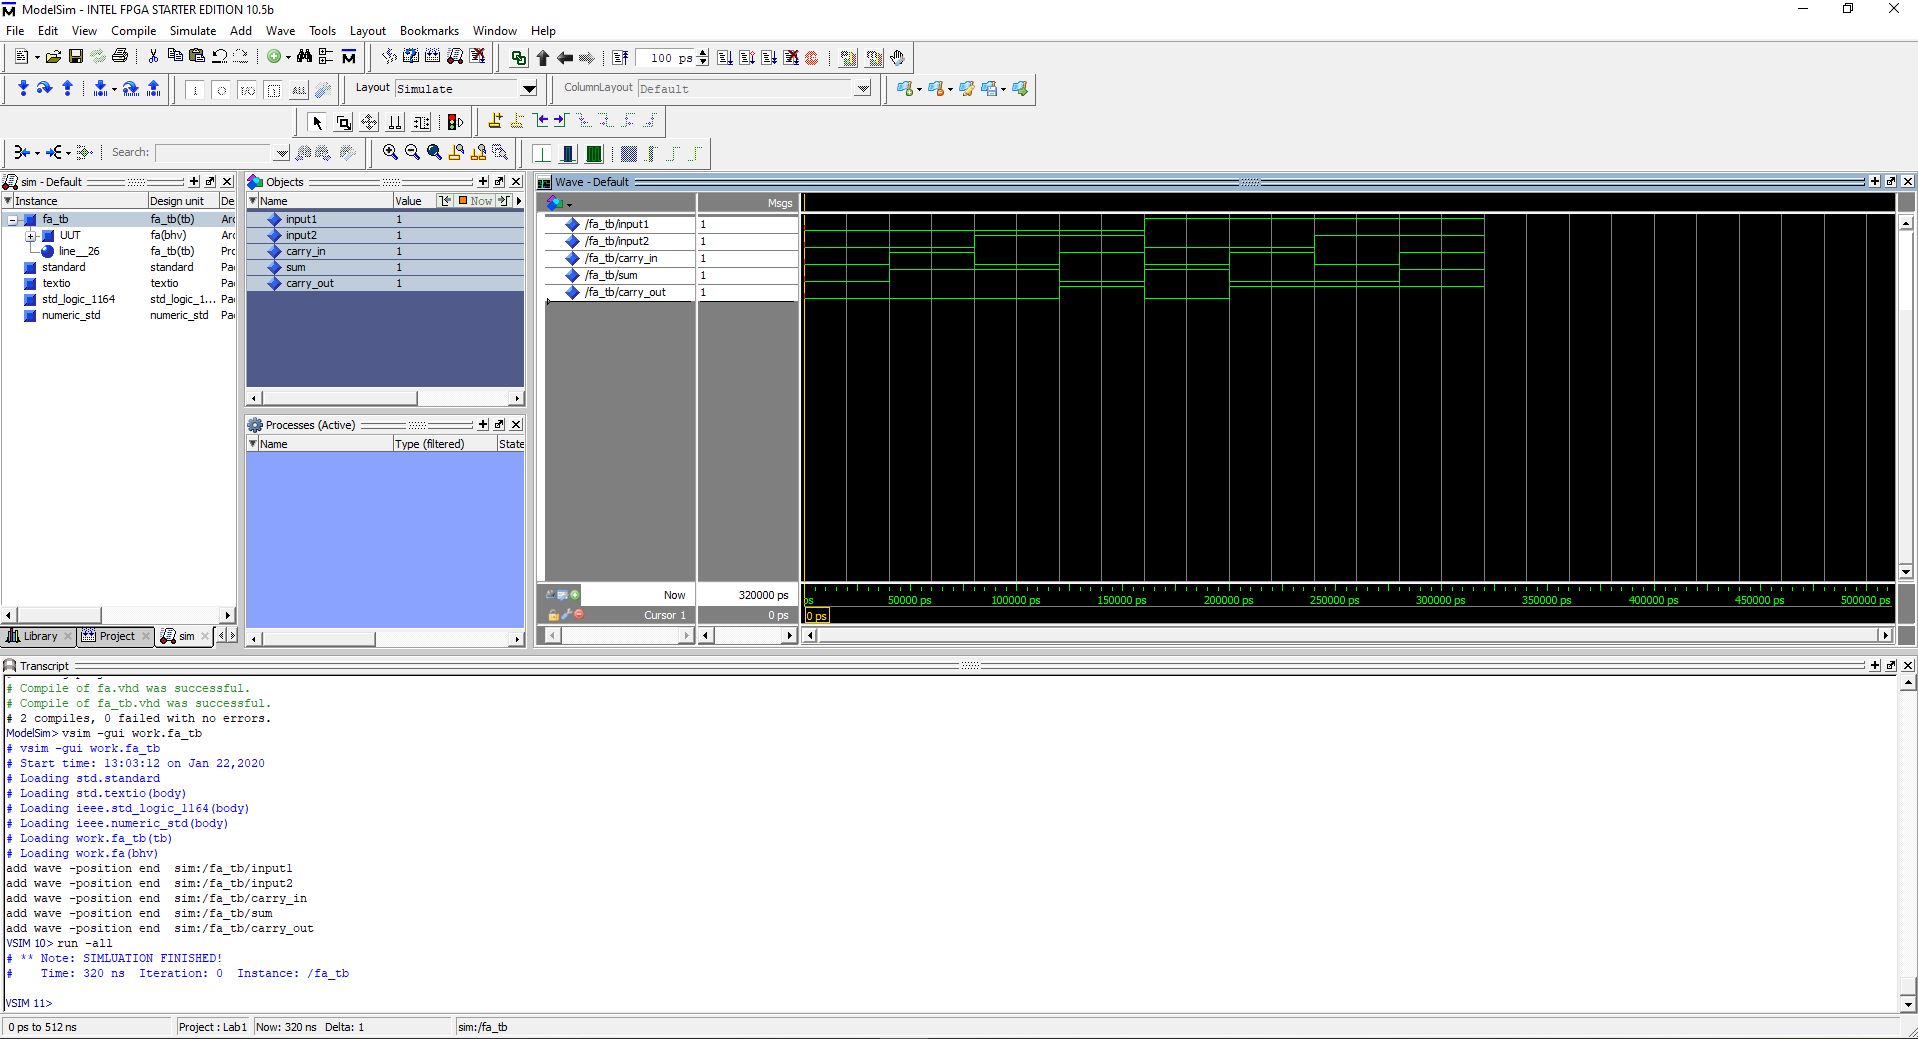 ModelSim - INTEL FPGA STARTER EDITION 10.5b
File Edit View Compile Simulate Add Wave Tools Layout Bookmarks Window Help
100 ps
Layout Simulate
ColumnLayout Default
Search:
sim - Default
Instance Design unit De
fa_tb fa_tb(tb) Arc
UUT fa(bhv) Arc
line__26 fa_tb(tb) Prc
standard standard Pac
textio textio Pac
std_logic_1164 std_logic_1... Pac
numeric_std numeric_std Pac
Library Project sim
Objects
Name Value Now
input1 1
input2 1
carry_in 1
sum 1
carry_out 1
Processes (Active)
Name Type (filtered) State
Wave - Default
Msgs
/fa_tb/input1 1
/fa_tb/input2 1
/fa_tb/carry_in 1
/fa_tb/sum 1
/fa_tb/carry_out 1
Now 320000 ps
ps 50000 ps 100000 ps 150000 ps 200000 ps 250000 ps 300000 ps 350000 ps 400000 ps 450000 ps 500000 ps
Cursor 1 0 ps
0 ps
Transcript
# Compile of fa.vhd was successful.
# Compile of fa_tb.vhd was successful.
# 2 compiles, 0 failed with no errors.
ModelSim> vsim -gui work.fa_tb
# vsim -gui work.fa_tb
# Start time: 13:03:12 on Jan 22,2020
# Loading std.standard
# Loading std.textio(body)
# Loading ieee.std_logic_1164(body)
# Loading ieee.numeric_std(body)
# Loading work.fa_tb(tb)
# Loading work.fa(bhv)
add wave -position end  sim:/fa_tb/input1
add wave -position end  sim:/fa_tb/input2
add wave -position end  sim:/fa_tb/carry_in
add wave -position end  sim:/fa_tb/sum
add wave -position end  sim:/fa_tb/carry_out
VSIM 10> run -all
# ** Note: SIMLUATION FINISHED!
#    Time: 320 ns  Iteration: 0  Instance: /fa_tb
VSIM 11>
0 ps to 512 ns Project : Lab1 Now: 320 ns Delta: 1 sim:/fa_tb